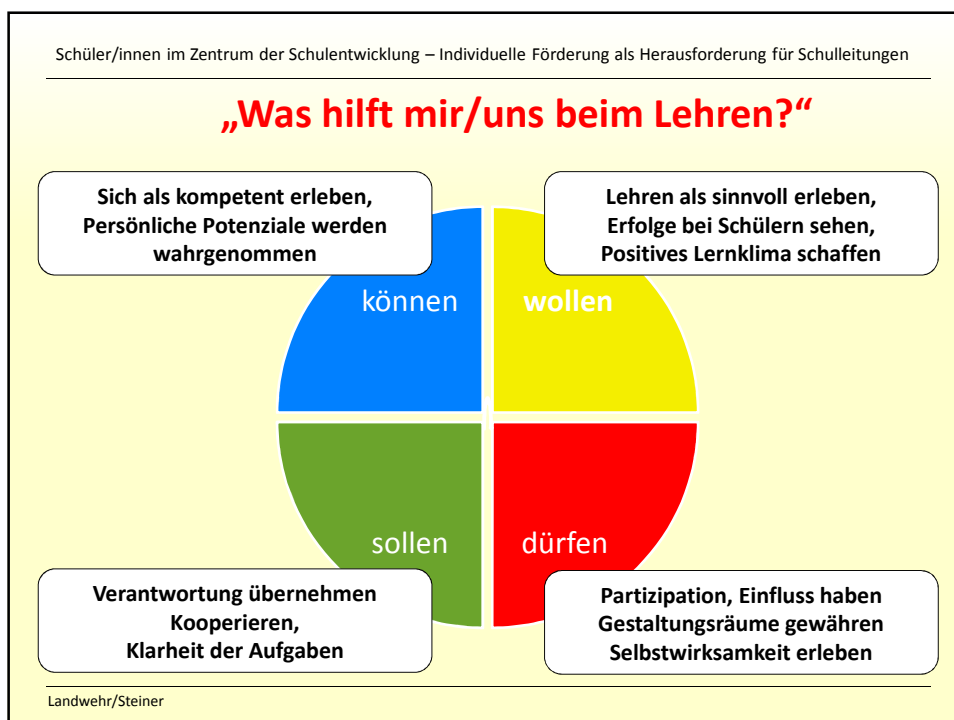 Schüler/innen im Zentrum der Schulentwicklung – Individuelle Förderung als Herausforderung für Schulleitungen
„Was hilft mir/uns beim Lehren?“
Sich als kompetent erleben,
Persönliche Potenziale werden
wahrgenommen
Lehren als sinnvoll erleben,
Erfolge bei Schülern sehen,
Positives Lernklima schaffen
können
wollen
sollen
dürfen
Verantwortung übernehmen
Kooperieren,
Klarheit der Aufgaben
Partizipation, Einfluss haben
Gestaltungsräume gewähren
Selbstwirksamkeit erleben
Landwehr/Steiner